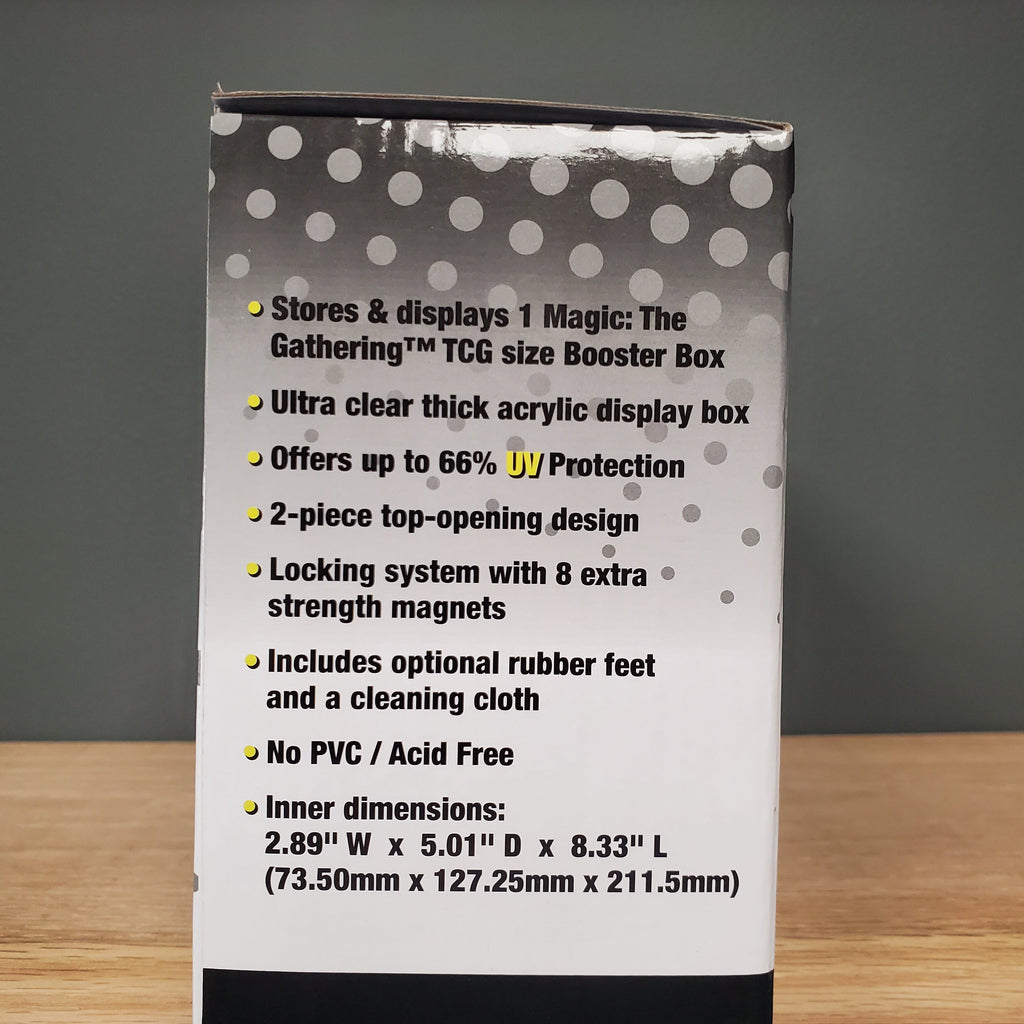 • Stores & displays 1 Magic: The
Gathering™ TCG size Booster Box
• Ultra clear thick acrylic display box
• Offers up to 66% UV Protection
• 2-piece top-opening design
• Locking system with 8 extra
strength magnets
• Includes optional rubber feet
and a cleaning cloth
• No PVC / Acid Free
• Inner dimensions:
2.89" W x 5.01" D x 8.33" L
(73.50mm x 127.25mm x 211.5mm)